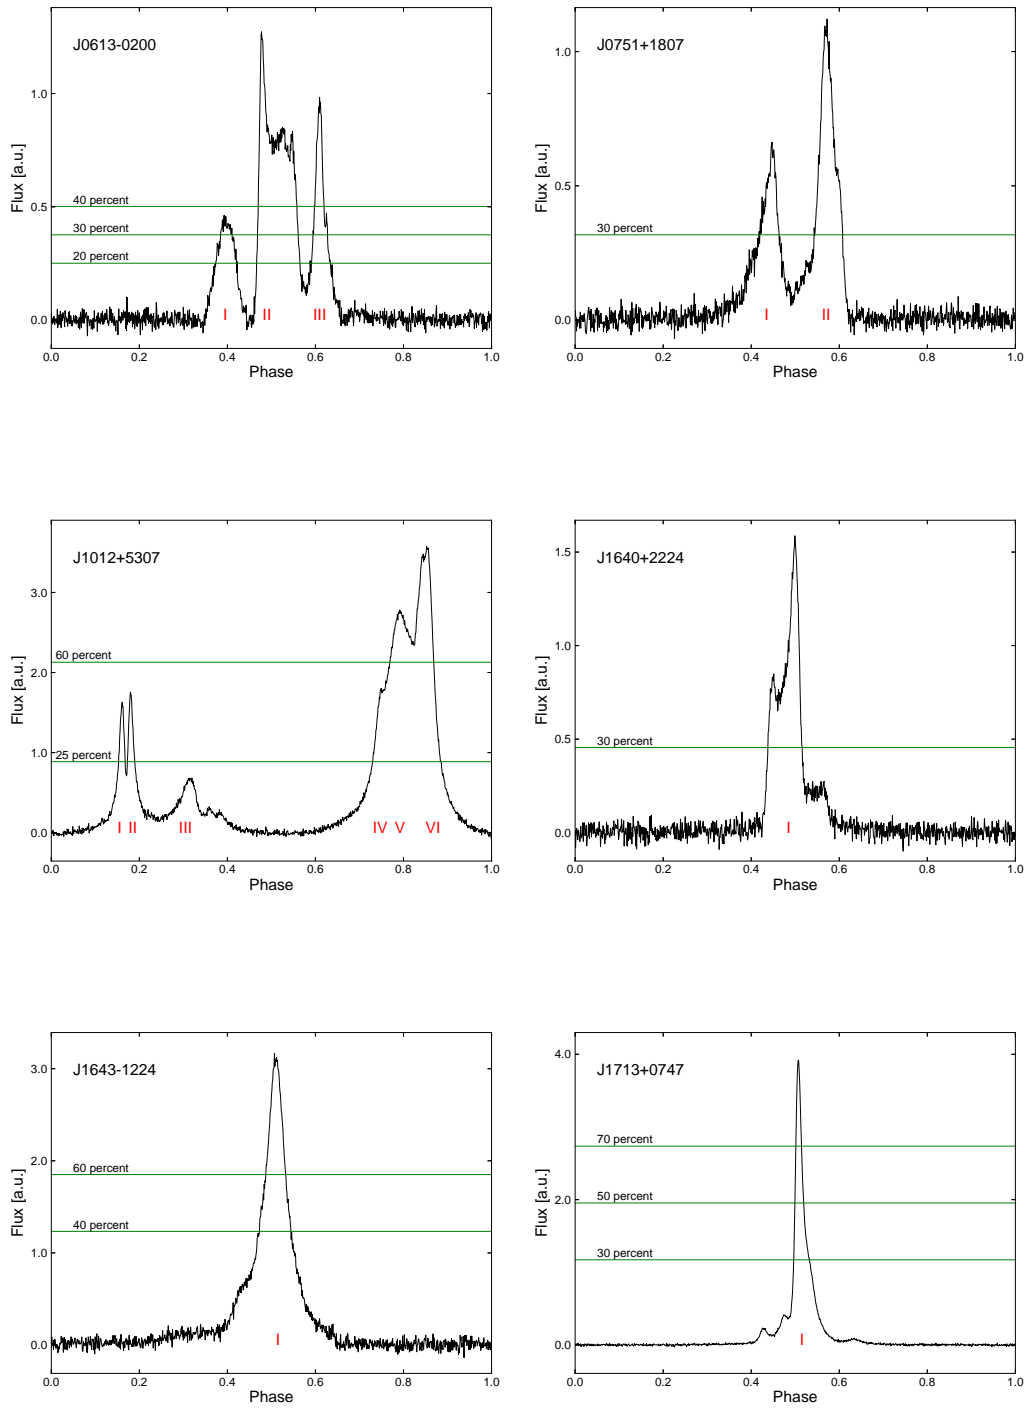 J0613-0200
1.0
0.5
0.0
Flux [a.u.]
40 percent
30 percent
20 percent
I II III
0.0 0.2 0.4 0.6 0.8 1.0
Phase
J0751+1807
1.0
0.5
0.0
Flux [a.u.]
30 percent
I II
0.0 0.2 0.4 0.6 0.8 1.0
Phase
J1012+5307
3.0
2.0
1.0
0.0
Flux [a.u.]
60 percent
25 percent
I II III IV V VI
0.0 0.2 0.4 0.6 0.8 1.0
Phase
J1640+2224
1.5
1.0
0.5
0.0
Flux [a.u.]
30 percent
I
0.0 0.2 0.4 0.6 0.8 1.0
Phase
J1643-1224
3.0
2.0
1.0
0.0
Flux [a.u.]
60 percent
40 percent
I
0.0 0.2 0.4 0.6 0.8 1.0
Phase
J1713+0747
4.0
2.0
0.0
Flux [a.u.]
70 percent
50 percent
30 percent
I
0.0 0.2 0.4 0.6 0.8 1.0
Phase